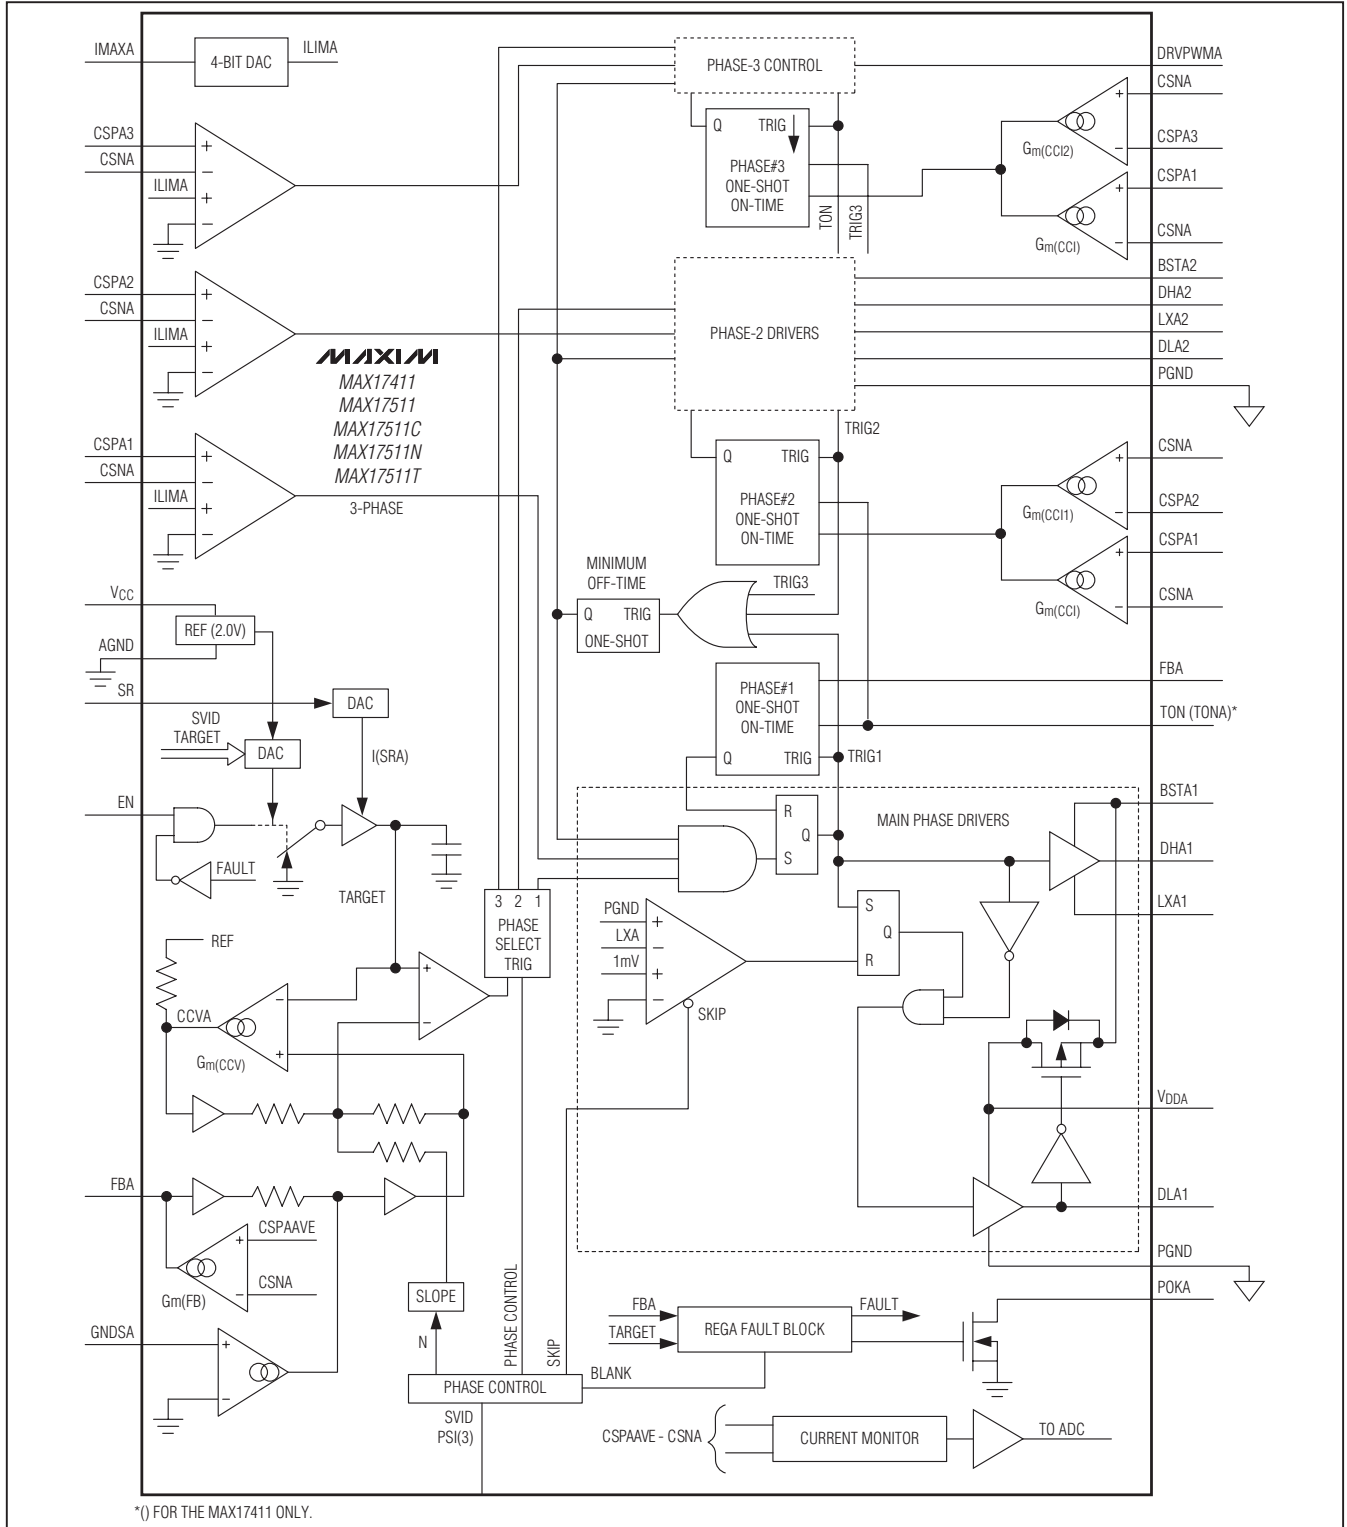 IMAXA
4-BIT DAC
ILIMA
PHASE-3 CONTROL
DRVPWMA
CSNA
+
Gm(CCI2)
CSPA3
−
CSPA3
+
CSNA
−
ILIMA
+
−
Q TRIG
PHASE#3
ONE-SHOT
ON-TIME
TON
TRIG3
CSPA1
+
Gm(CCI)
CSNA
−
BSTA2
DHA2
LXA2
DLA2
PGND
CSPA2
+
CSNA
−
ILIMA
+
−
PHASE-2 DRIVERS
MAXIM
MAX17411
MAX17511
MAX17511C
MAX17511N
MAX17511T
3-PHASE
CSPA1
+
CSNA
−
ILIMA
+
−
TRIG2
Q TRIG
PHASE#2
ONE-SHOT
ON-TIME
CSNA
+
Gm(CCI1)
CSPA2
−
CSPA1
+
Gm(CCI)
CSNA
−
MINIMUM
OFF-TIME
Q TRIG
ONE-SHOT
TRIG3
VCC
REF (2.0V)
AGND
SR
DAC
SVID
TARGET
DAC
I(SRA)
PHASE#1
ONE-SHOT
ON-TIME
Q TRIG
TRIG1
FBA
TON (TONA)*
EN
FAULT
TARGET
R
Q
S
MAIN PHASE DRIVERS
BSTA1
DHA1
LXA1
3 2 1
PHASE
SELECT
TRIG
PGND
+
LXA
−
1mV
+
−
SKIP
S
Q
R
REF
CCVA
−
+
Gm(CCV)
+
−
VDDA
DLA1
PGND
FBA
CSPAAVE
+
CSNA
−
Gm(FB)
GNDSA
+
−
SLOPE
N
PHASE CONTROL
SKIP
PHASE CONTROL
BLANK
SVID
PSI(3)
FBA
TARGET
REGA FAULT BLOCK
FAULT
POKA
CSPAAVE - CSNA
CURRENT MONITOR
TO ADC
*() FOR THE MAX17411 ONLY.